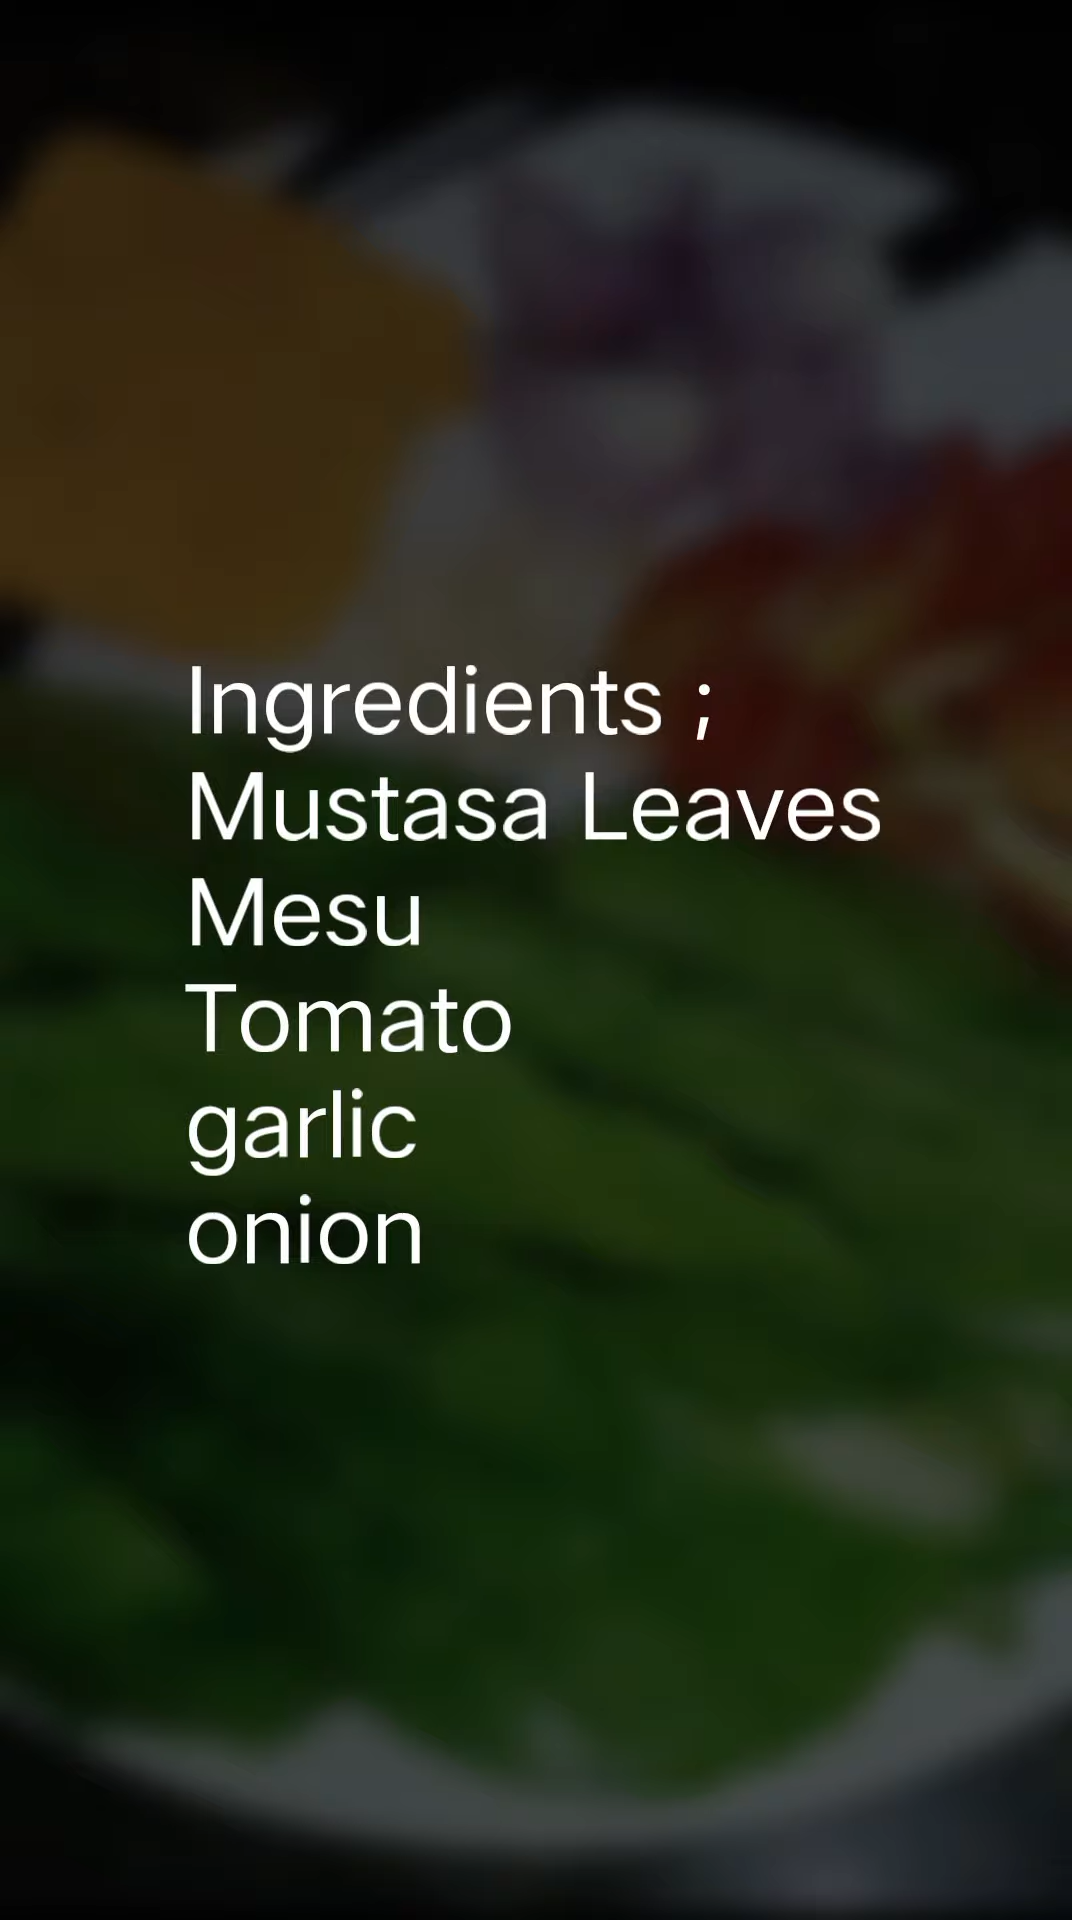 Ingredients ;
Mustasa Leaves
Mesu
Tomato
garlic
onion